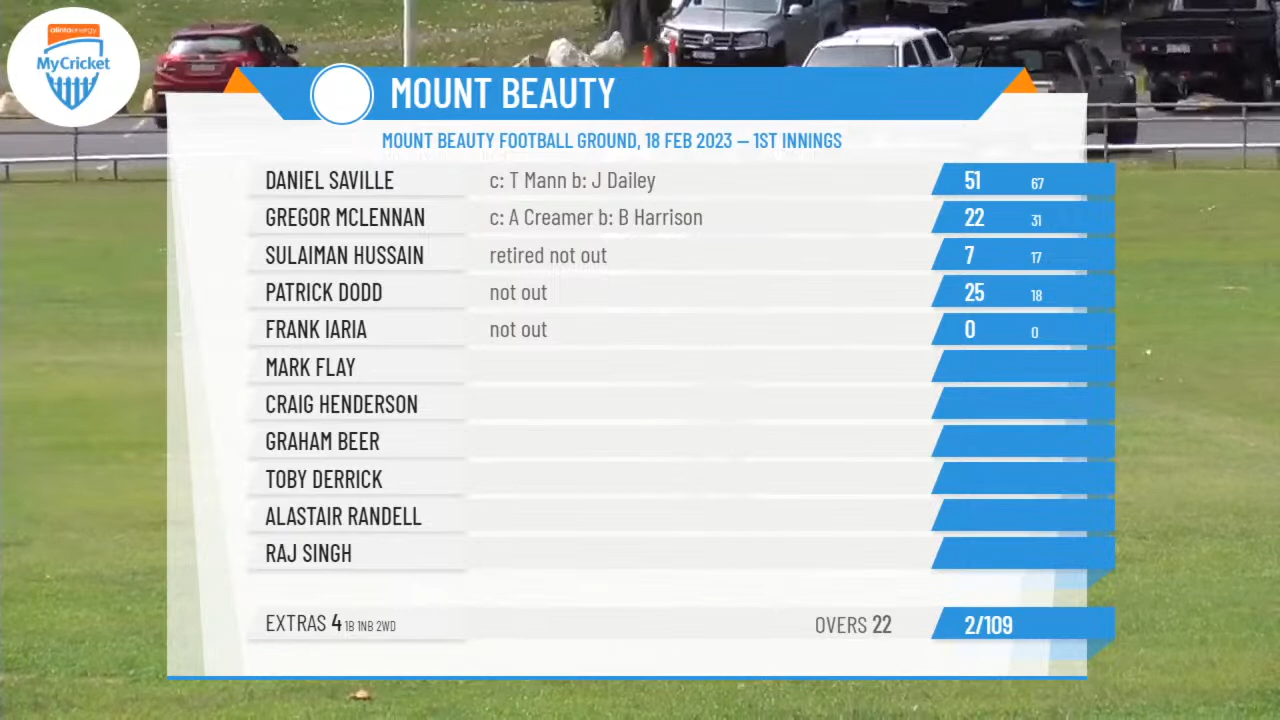 alintaenergy
MyCricket
MOUNT BEAUTY
MOUNT BEAUTY FOOTBALL GROUND, 18 FEB 2023 – 1ST INNINGS
DANIEL SAVILLE c: T Mann b: J Dailey 51 67
GREGOR MCLENNAN c: A Creamer b: B Harrison 22 31
SULAIMAN HUSSAIN retired not out 7 17
PATRICK DODD not out 25 18
FRANK IARIA not out 0 0
MARK FLAY
CRAIG HENDERSON
GRAHAM BEER
TOBY DERRICK
ALASTAIR RANDELL
RAJ SINGH
EXTRAS 4 1B 1NB 2WD OVERS 22 2/109